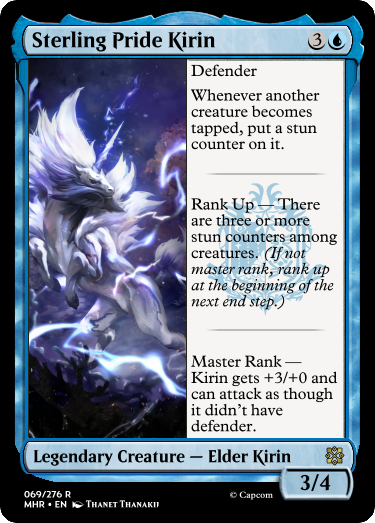 Sterling Pride Kirin 3
Defender
Whenever another
creature becomes
tapped, put a stun
counter on it.
Rank Up — There
are three or more
stun counters among
creatures. (If not
master rank, rank up
at the beginning of the
next end step.)
Master Rank —
Kirin gets +3/+0 and
can attack as though
it didn't have
defender.
Legendary Creature — Elder Kirin
3/4
069/276 R
MHR • EN Thanet Thanakij
© Capcom